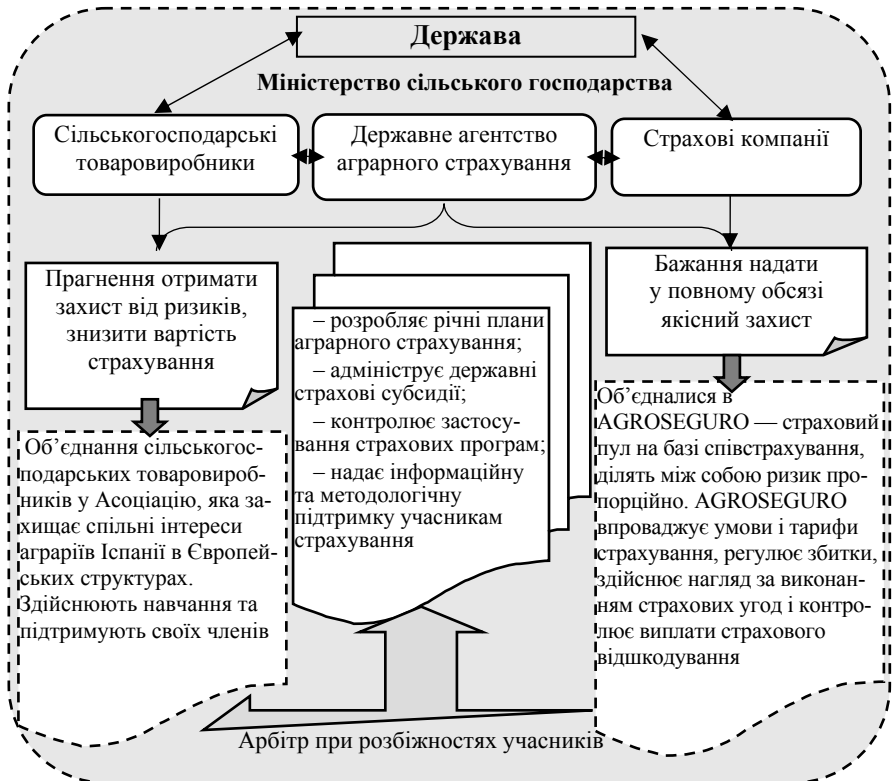 Держава
Міністерство сільського господарства
Сільськогосподарські
товаровиробники
Державне агентство
аграрного страхування
Страхові компанії
Прагнення отримати
захист від ризиків,
знизити вартість
страхування
– розробляє річні плани
аграрного страхування;
– адмініструє державні
страхові субсидії;
– контролює застосу-
вання страхових програм;
– надає інформаційну
та методологічну
підтримку учасникам
страхування
Бажання надати
у повному обсязі
якісний захист
Об’єднання сільськогос-
подарських товаровироб-
ників у Асоціацію, яка за-
хищає спільні інтереси
аграріїв Іспанії в Європей-
ських структурах.
Здійснюють навчання та
підтримують своїх членів
Об’єдналися в
AGROSEGURO — страховий
пул на базі співстрахування,
ділять між собою ризик про-
порційно. AGROSEGURO
впроваджує умови і тарифи
страхування, регулює збитки,
здійснює нагляд за виконан-
ням страхових угод і контро-
лює виплати страхового
відшкодування
Арбітр при розбіжностях учасників